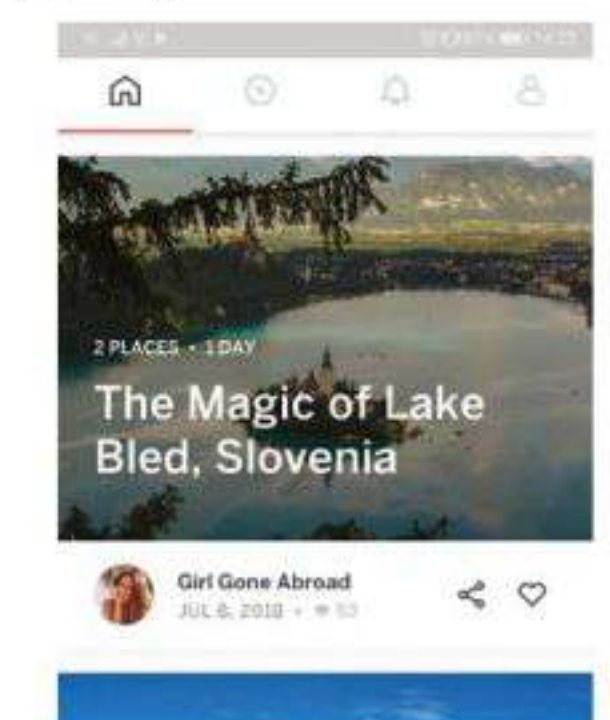 2 PLACES • 1 DAY
The Magic of Lake
Bled, Slovenia
Girl Gone Abroad
JUL 6, 2018 •